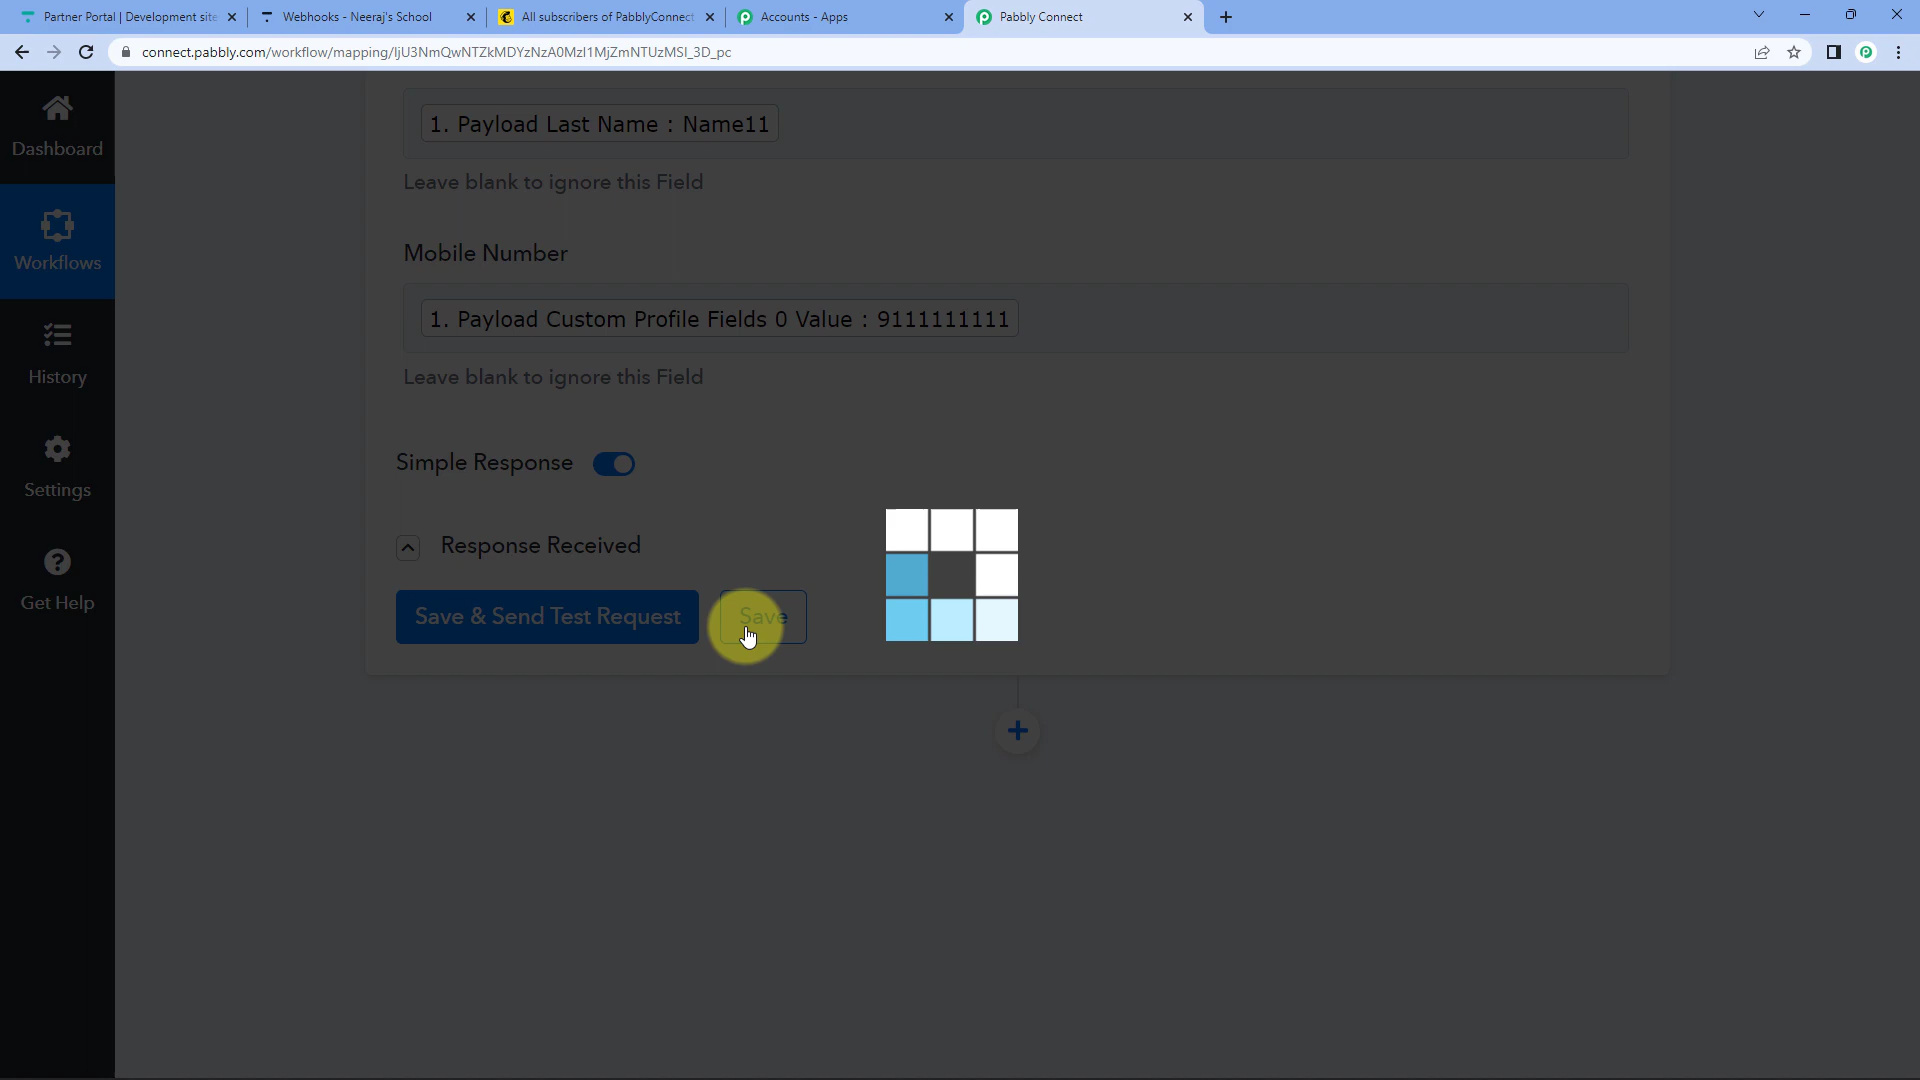 Partner Portal | Development site
Webhooks - Neeraj's School
All subscribers of PabblyConnect
Accounts - Apps
Pabbly Connect
connect.pabbly.com/workflow/mapping/IjU3NmQwNTZkMDYzNzA0MzI1MjZmNTUzMSI_3D_pc
Dashboard
Workflows
History
Settings
Get Help
1. Payload Last Name : Name11
Leave blank to ignore this Field
Mobile Number
1. Payload Custom Profile Fields 0 Value : 9111111111
Leave blank to ignore this Field
Simple Response
Response Received
Save & Send Test Request
Save